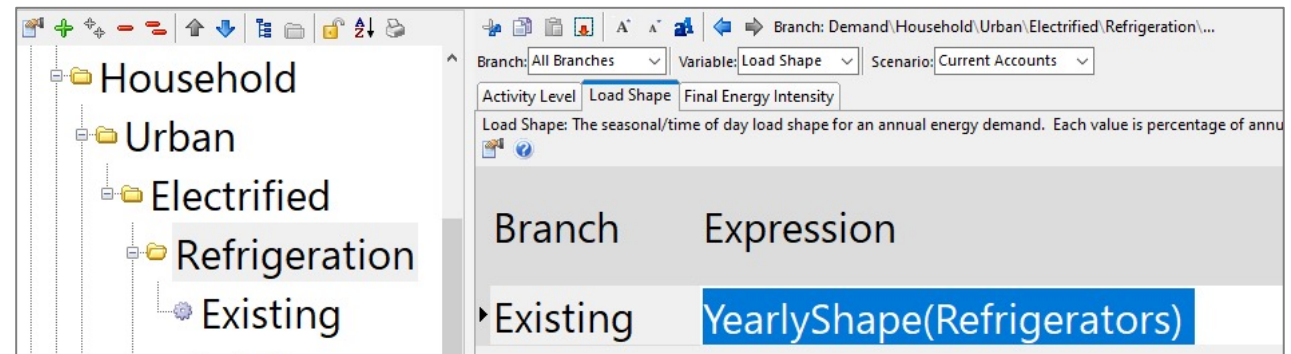 Household
Urban
Electrified
Refrigeration
Existing
Branch: Demand\Household\Urban\Electrified\Refrigeration\...
Branch: All Branches Variable: Load Shape Scenario: Current Accounts
Activity Level Load Shape Final Energy Intensity
Load Shape: The seasonal/time of day load shape for an annual energy demand. Each value is percentage of annu
Branch Expression
Existing YearlyShape(Refrigerators)